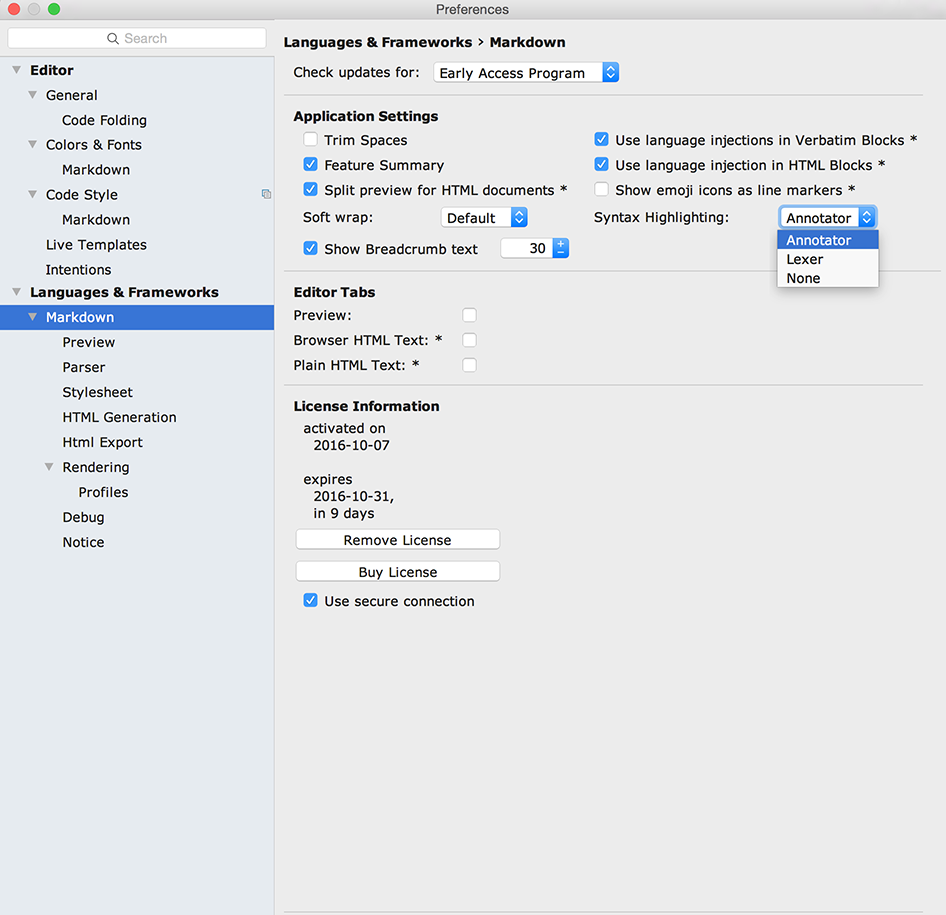 Preferences
Search
Editor
General
Code Folding
Colors & Fonts
Markdown
Code Style
Markdown
Live Templates
Intentions
Languages & Frameworks
Markdown
Preview
Parser
Stylesheet
HTML Generation
Html Export
Rendering
Profiles
Debug
Notice
Languages & Frameworks › Markdown
Check updates for: Early Access Program
Application Settings
Trim Spaces
Use language injections in Verbatim Blocks *
Feature Summary
Use language injection in HTML Blocks *
Split preview for HTML documents *
Show emoji icons as line markers *
Soft wrap: Default
Syntax Highlighting: Annotator
Annotator
Lexer
None
Show Breadcrumb text 30
Editor Tabs
Preview:
Browser HTML Text: *
Plain HTML Text: *
License Information
activated on
2016-10-07
expires
2016-10-31,
in 9 days
Remove License
Buy License
Use secure connection